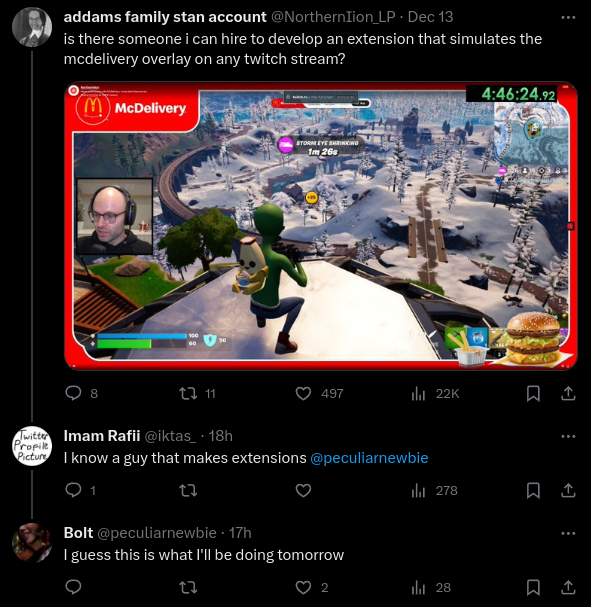 addams family stan account @NorthernIion_LP · Dec 13
is there someone i can hire to develop an extension that simulates the
mcdelivery overlay on any twitch stream?
McDelivery
4:46:24.92
STORM EYE SHRINKING
1m 26s
+25
100
60
50
8 11 497 22K
Twitter
Profile
Picture
Imam Rafii @iktas_ · 18h
I know a guy that makes extensions @peculiarnewbie
1 278
Bolt @peculiarnewbie · 17h
I guess this is what I'll be doing tomorrow
2 28